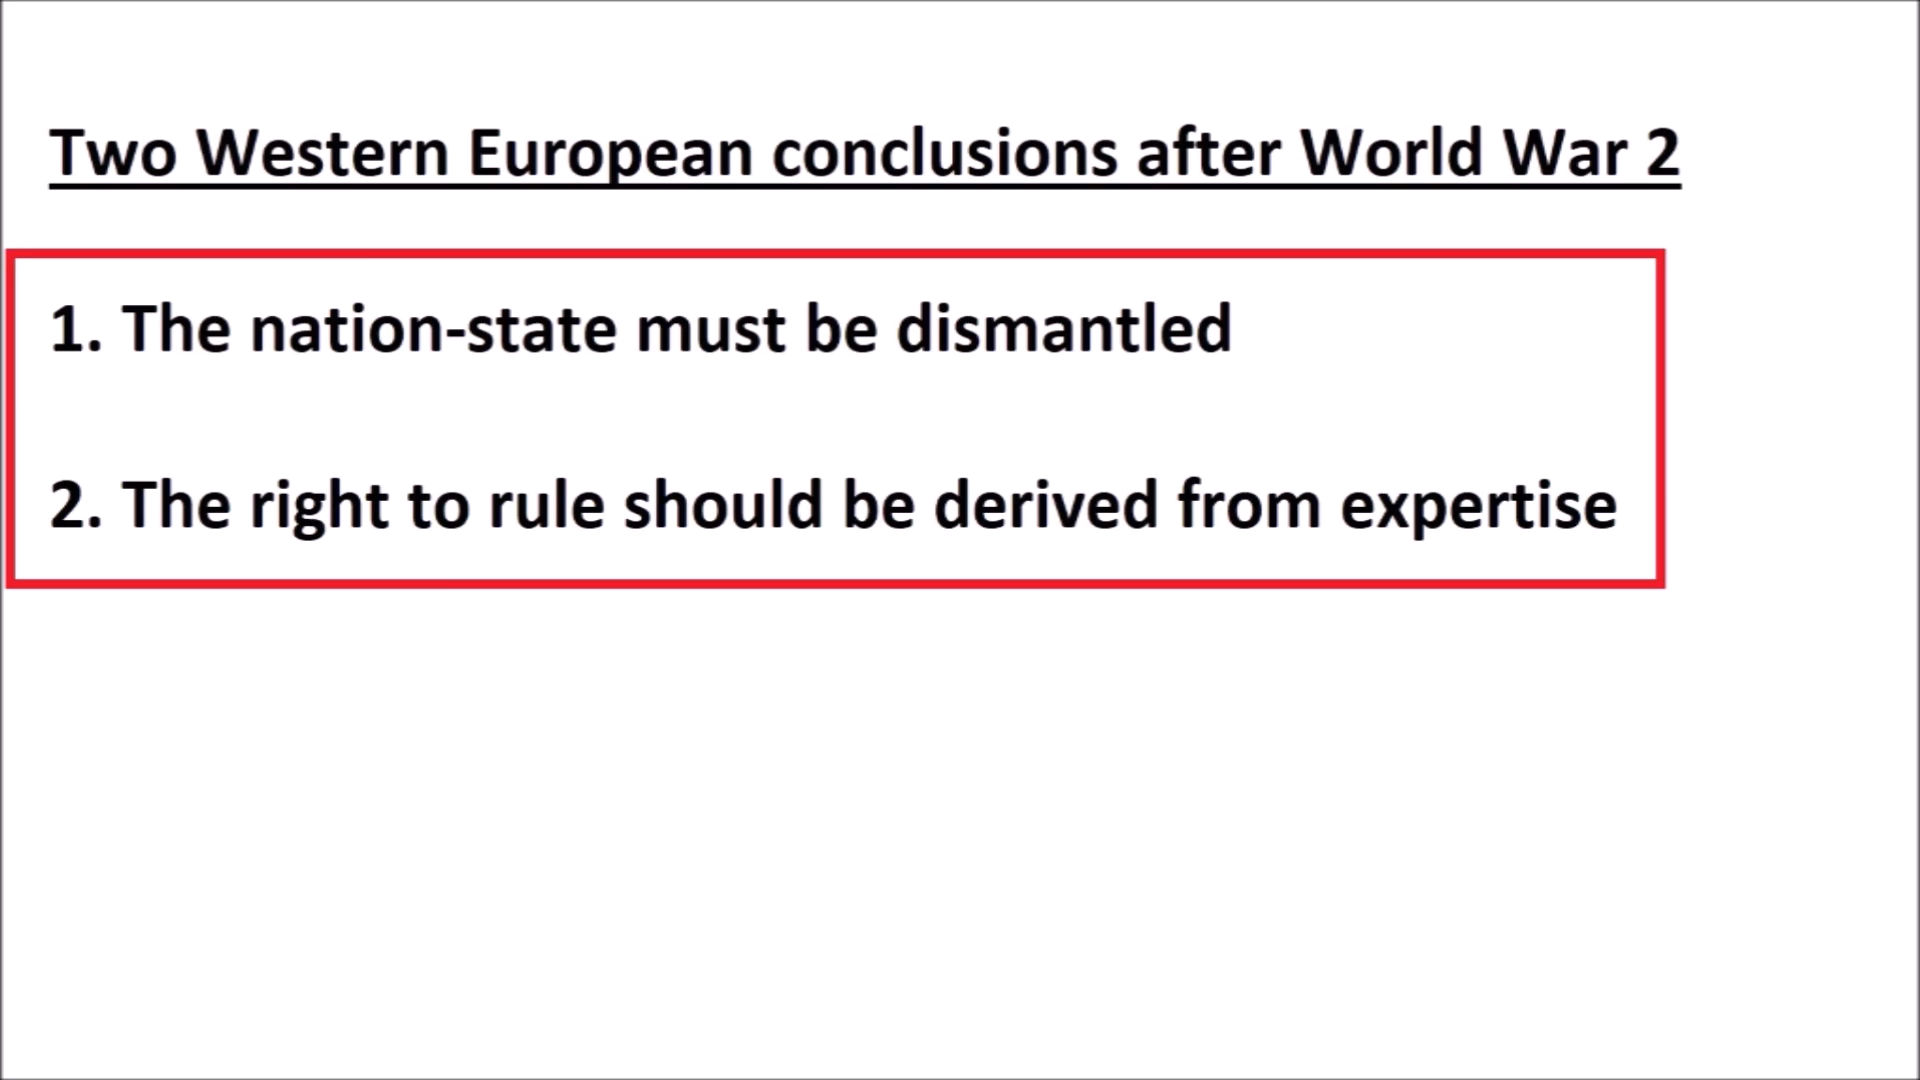 Two Western European conclusions after World War 2
1. The nation-state must be dismantled
2. The right to rule should be derived from expertise